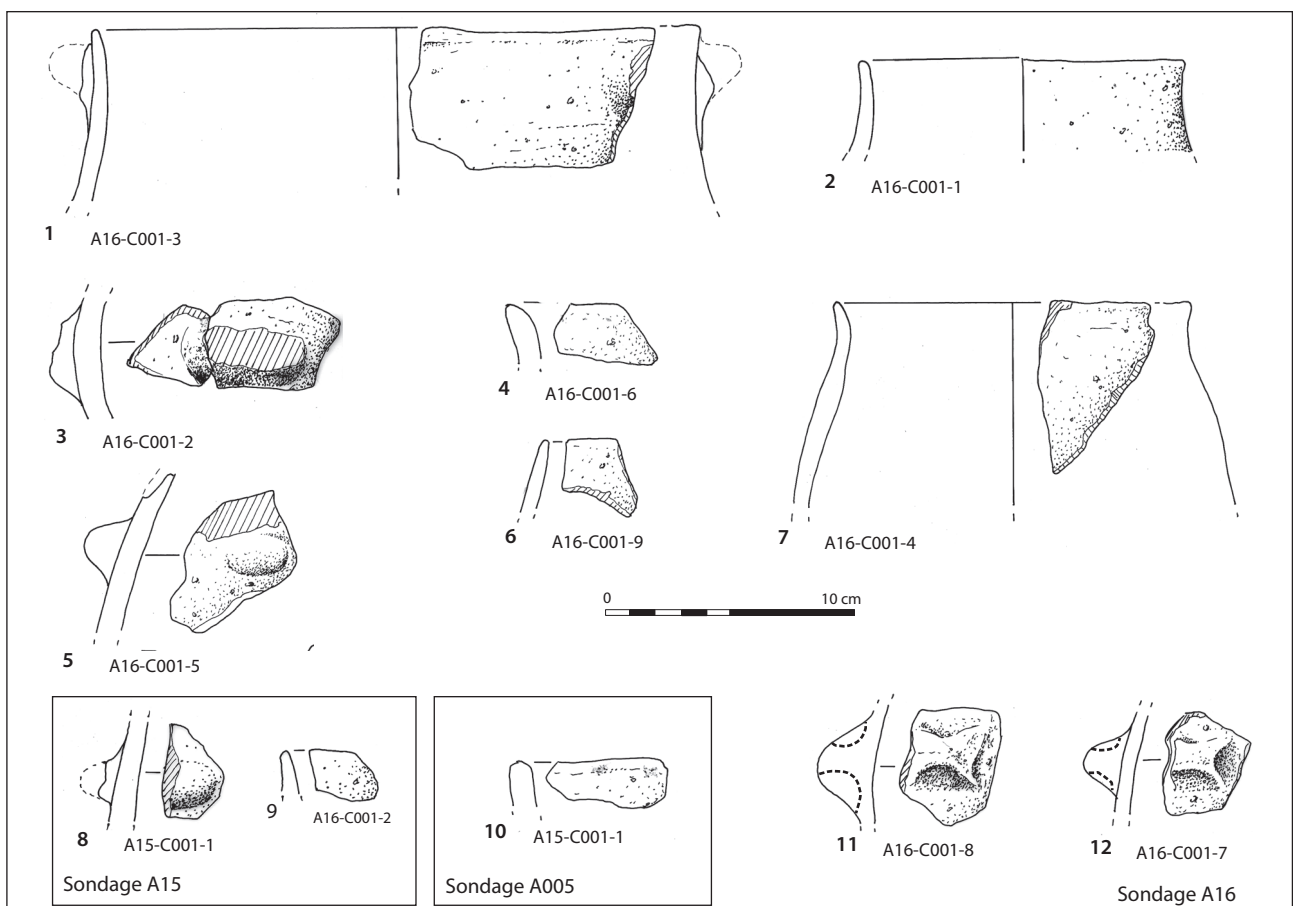 1 A16-C001-3
2 A16-C001-1
3 A16-C001-2
4 A16-C001-6
5 A16-C001-5
6 A16-C001-9
7 A16-C001-4
0 10 cm
8 A15-C001-1
9 A16-C001-2
Sondage A15
10 A15-C001-1
Sondage A005
11 A16-C001-8
12 A16-C001-7
Sondage A16